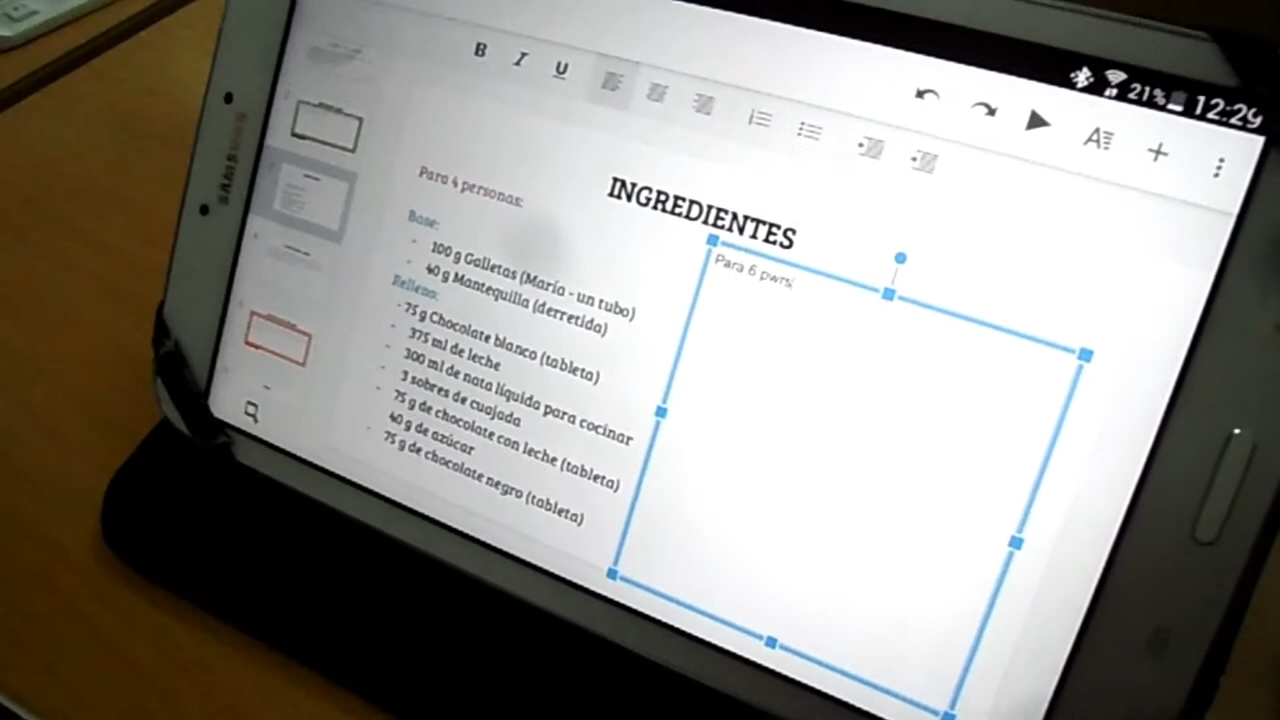 21% 12:29
SAMSUNG
B I U
INGREDIENTES
Para 4 personas:
Base:
- 100 g Galletas (María - un tubo)
- 40 g Mantequilla (derretida)
Relleno:
- 75 g Chocolate blanco (tableta)
- 375 ml de leche
- 300 ml de nata líquida para cocinar
- 3 sobres de cuajada
- 75 g de chocolate con leche (tableta)
- 40 g de azúcar
- 75 g de chocolate negro (tableta)
Para 6 pwrs